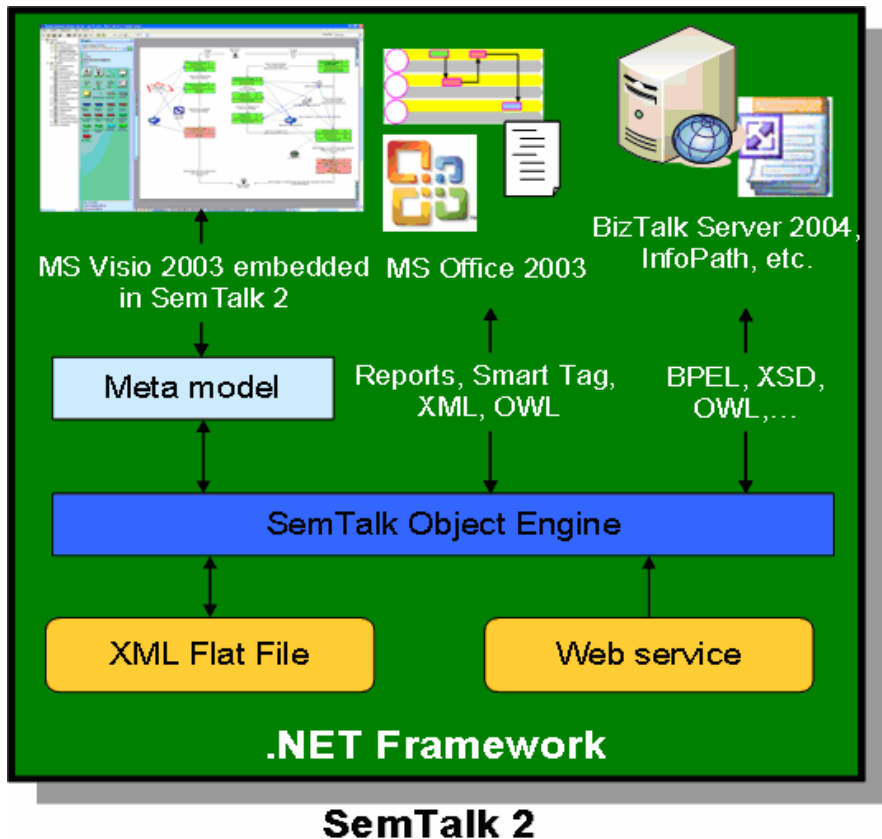 MS Visio 2003 embedded
in SemTalk 2
MS Office 2003
BizTalk Server 2004,
InfoPath, etc.
Meta model
Reports, Smart Tag,
XML, OWL
BPEL, XSD,
OWL,...
SemTalk Object Engine
XML Flat File
Web service
.NET Framework
SemTalk 2